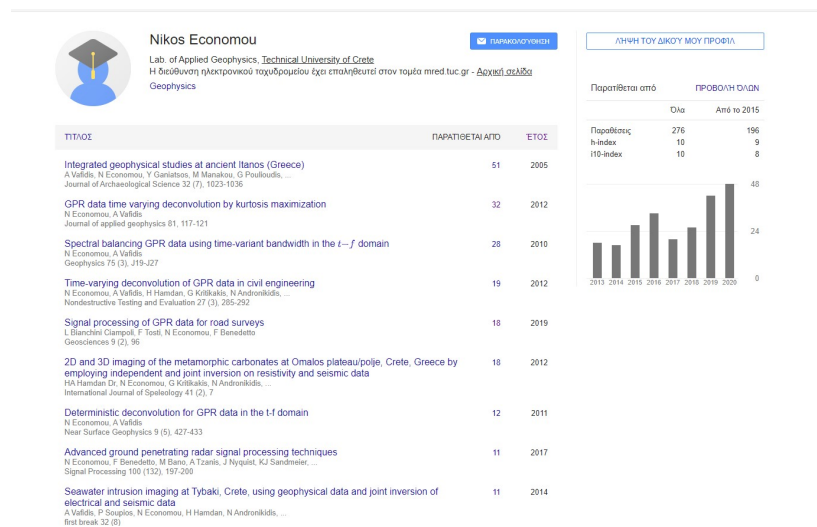 Nikos Economou
ΠΑΡΑΚΟΛΟΎΘΗΣΗ
Lab. of Applied Geophysics, Technical University of Crete
Η διεύθυνση ηλεκτρονικού ταχυδρομείου έχει επαληθευτεί στον τομέα mred.tuc.gr - Αρχική σελίδα
Geophysics
ΤΊΤΛΟΣ ΠΑΡΑΤΊΘΕΤΑΙ ΑΠΌ ΈΤΟΣ
Integrated geophysical studies at ancient Itanos (Greece) 51 2005
A Vafidis, N Economou, Y Ganiatsos, M Manakou, G Poulioudis, ...
Journal of Archaeological Science 32 (7), 1023-1036
GPR data time varying deconvolution by kurtosis maximization 32 2012
N Economou, A Vafidis
Journal of applied geophysics 81, 117-121
Spectral balancing GPR data using time-variant bandwidth in the t−f domain 28 2010
N Economou, A Vafidis
Geophysics 75 (3), J19-J27
Time-varying deconvolution of GPR data in civil engineering 19 2012
N Economou, A Vafidis, H Hamdan, G Kritikakis, N Andronikidis, ...
Nondestructive Testing and Evaluation 27 (3), 285-292
Signal processing of GPR data for road surveys 18 2019
L Bianchini Ciampoli, F Tosti, N Economou, F Benedetto
Geosciences 9 (2), 96
2D and 3D imaging of the metamorphic carbonates at Omalos plateau/polje, Crete, Greece by 18 2012
employing independent and joint inversion on resistivity and seismic data
HA Hamdan Dr, N Economou, G Kritikakis, N Andronikidis, ...
International Journal of Speleology 41 (2), 7
Deterministic deconvolution for GPR data in the t-f domain 12 2011
N Economou, A Vafidis
Near Surface Geophysics 9 (5), 427-433
Advanced ground penetrating radar signal processing techniques 11 2017
N Economou, F Benedetto, M Bano, A Tzanis, J Nyquist, KJ Sandmeier, ...
Signal Processing 100 (132), 197-200
Seawater intrusion imaging at Tybaki, Crete, using geophysical data and joint inversion of 11 2014
electrical and seismic data
A Vafidis, P Soupios, N Economou, H Hamdan, N Andronikidis, ...
first break 32 (8)
ΛΉΨΗ ΤΟΥ ΔΙΚΟΎ ΜΟΥ ΠΡΟΦΊΛ
Παρατίθεται από ΠΡΟΒΟΛΉ ΌΛΩΝ
Όλα Από το 2015
Παραθέσεις 276 196
h-index 10 9
i10-index 10 8
48
24
0
2013 2014 2015 2016 2017 2018 2019 2020